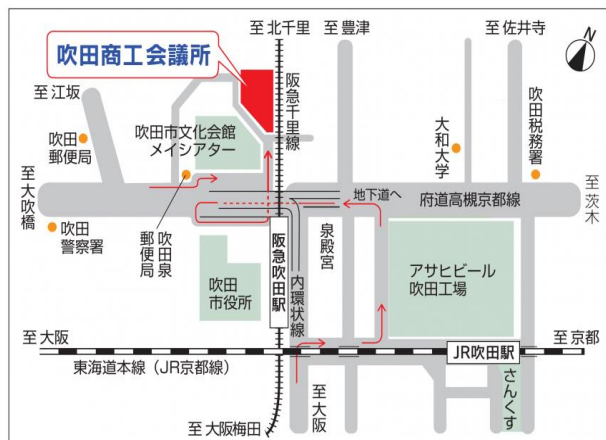 至北千里
至豊津
至佐井寺
吹田商工会議所
至江坂
阪急千里線
吹田
郵便局
吹田市文化会館
メイシアター
大和大学
吹田税務署
至大吹橋
地下道へ
府道高槻京都線
至茨木
吹田
警察署
吹田泉
郵便局
吹田
市役所
阪急吹田駅
内環状線
泉殿宮
アサヒビール
吹田工場
至大阪
至京都
JR吹田駅
東海道本線（JR京都線）
さんくす
至大阪
至大阪梅田